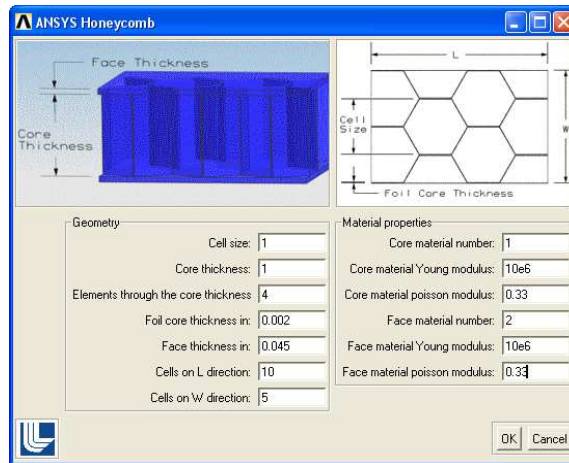 ANSYS Honeycomb
Face Thickness
Core
Thickness
L
Cell
Size
W
Foil Core Thickness
Geometry
Cell size: 1
Core thickness: 1
Elements through the core thickness 4
Foil core thickness in: 0.002
Face thickness in: 0.045
Cells on L direction: 10
Cells on W direction: 5
Material properties
Core material number: 1
Core material Young modulus: 10e6
Core material poisson modulus: 0.33
Face material number: 2
Face material Young modulus: 10e6
Face material poisson modulus: 0.33
OK Cancel